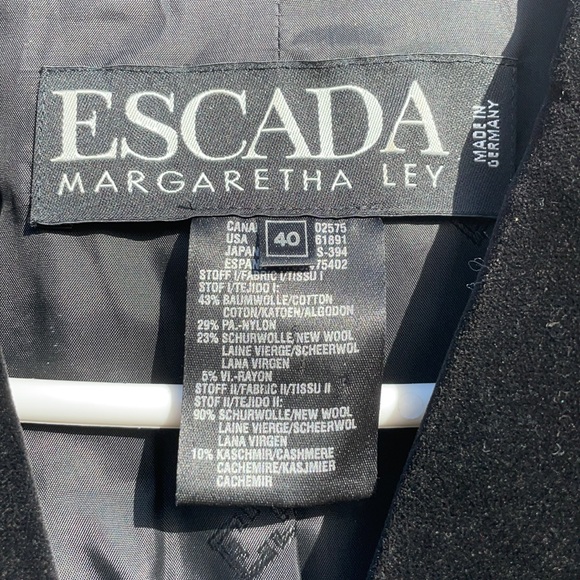 ESCADA
MARGARETHA LEY
MADE IN
GERMANY
40
CANA 02575
USA 61891
JAPAN S-394
ESPA 475402
STOFF I/FABRIC I/TISSU I
STOF I/TEJIDO I:
43% BAUMWOLLE/COTTON
COTON/KATOEN/ALGODON
29% PA.-NYLON
23% SCHURWOLLE/NEW WOOL
LAINE VIERGE/SCHEERWOL
LANA VIRGEN
5% VI.-RAYON
STOFF II/FABRIC II/TISSU II
STOF II/TEJIDO II:
90% SCHURWOLLE/NEW WOOL
LAINE VIERGE/SCHEERWOL
LANA VIRGEN
10% KASCHMIR/CASHMERE
CACHEMIRE/KASJMIER
CACHEMIR